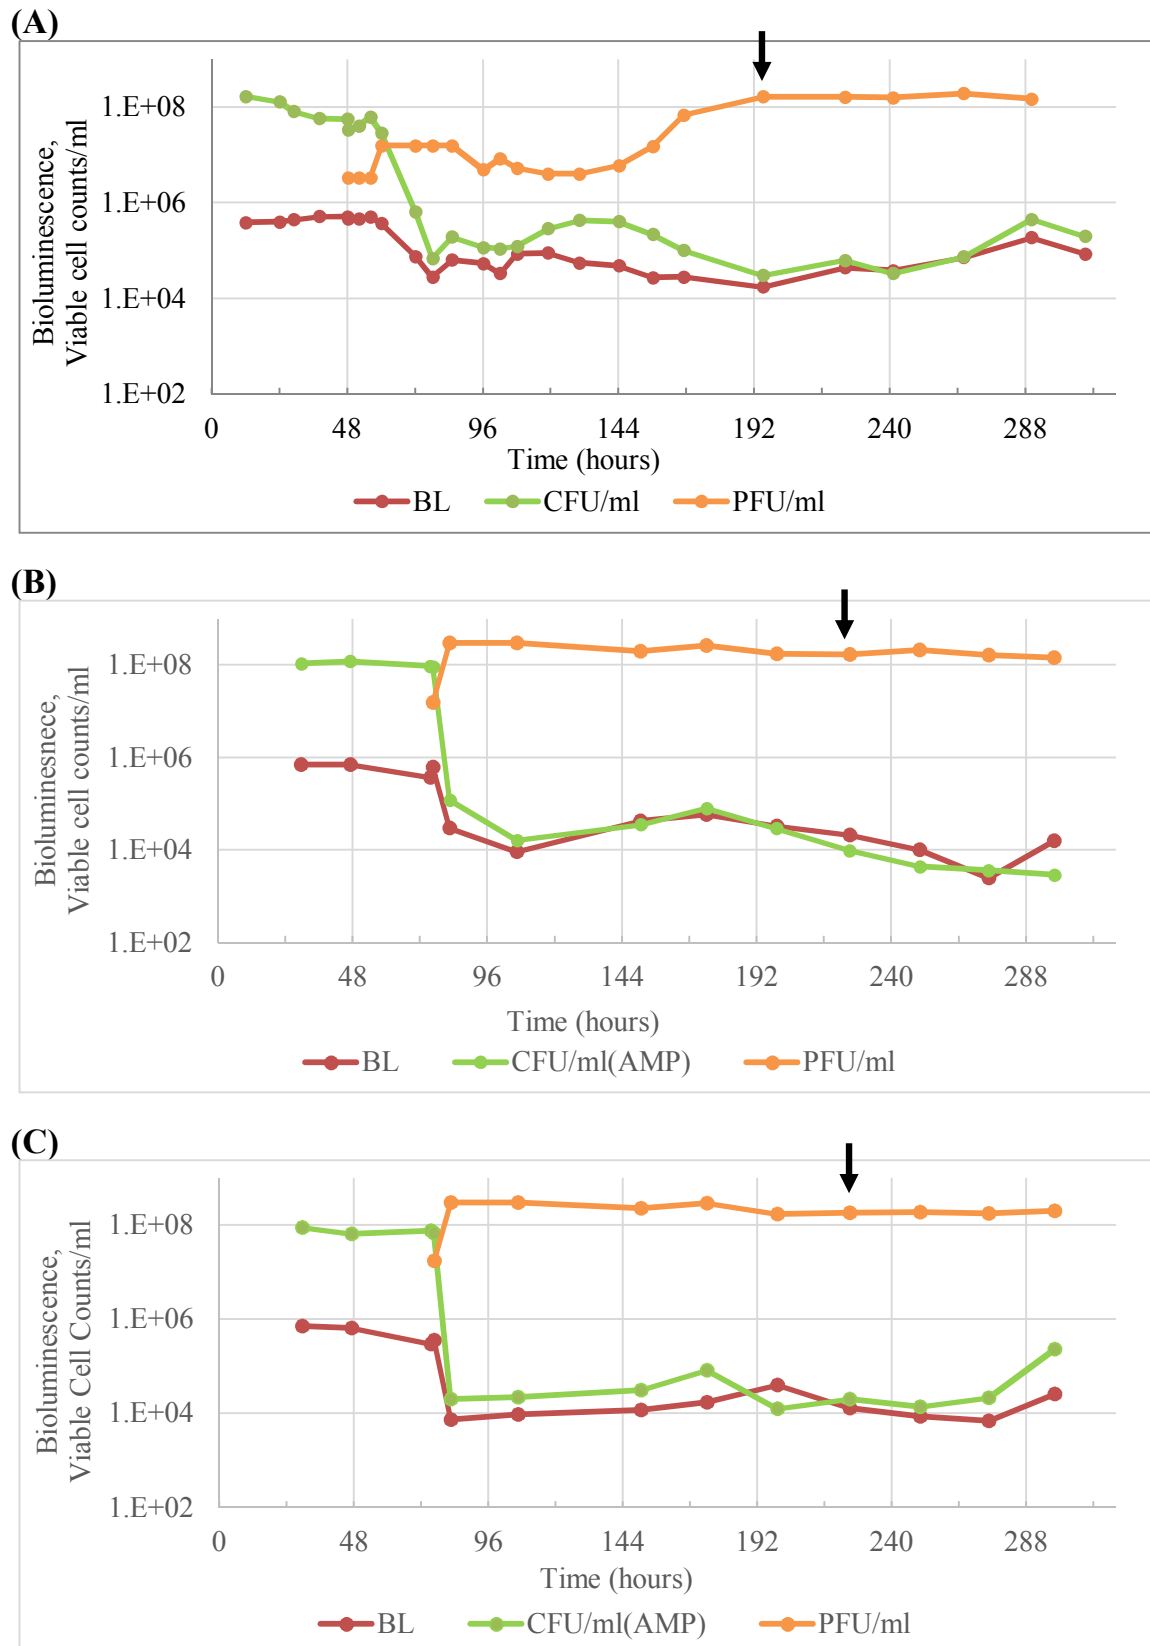 (A)
Bioluminescence,
Viable cell counts/ml
1.E+08
1.E+06
1.E+04
1.E+02
0 48 96 144 192 240 288
Time (hours)
BL CFU/ml PFU/ml
(B)
Bioluminesnece,
Viable cell counts/ml
1.E+08
1.E+06
1.E+04
1.E+02
0 48 96 144 192 240 288
Time (hours)
BL CFU/ml(AMP) PFU/ml
(C)
Bioluminescence,
Viable Cell Counts/ml
1.E+08
1.E+06
1.E+04
1.E+02
0 48 96 144 192 240 288
Time (hours)
BL CFU/ml(AMP) PFU/ml